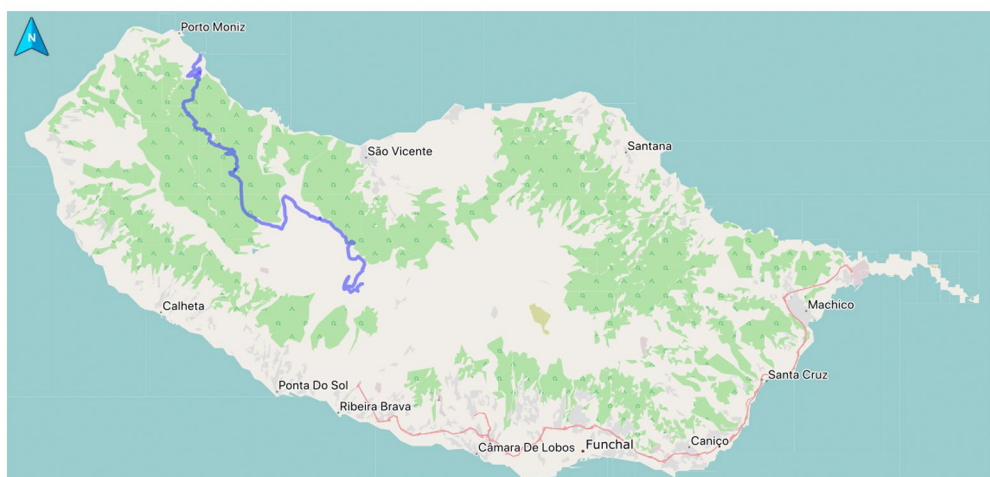 N
Porto Moniz
São Vicente
Santana
Calheta
Machico
Ponta Do Sol
Santa Cruz
Ribeira Brava
Câmara De Lobos
Funchal
Caniço